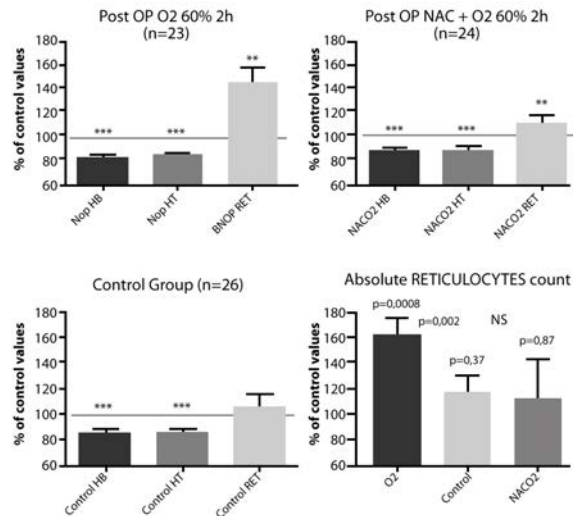 Post OP O2 60% 2h
(n=23)
% of control values
180
160
140
120
100
80
60
***
***
**
Nop HB
Nop HT
BNOP RET
Post OP NAC + O2 60% 2h
(n=24)
% of control values
180
160
140
120
100
80
60
***
***
**
NACO2 HB
NACO2 HT
NACO2 RET
Control Group (n=26)
% of control values
180
160
140
120
100
80
60
***
***
Control HB
Control HT
Control RET
Absolute RETICULOCYTES count
% of control values
180
160
140
120
100
80
60
p=0,0008
p=0,002
NS
p=0,37
p=0,87
O2
Control
NACO2